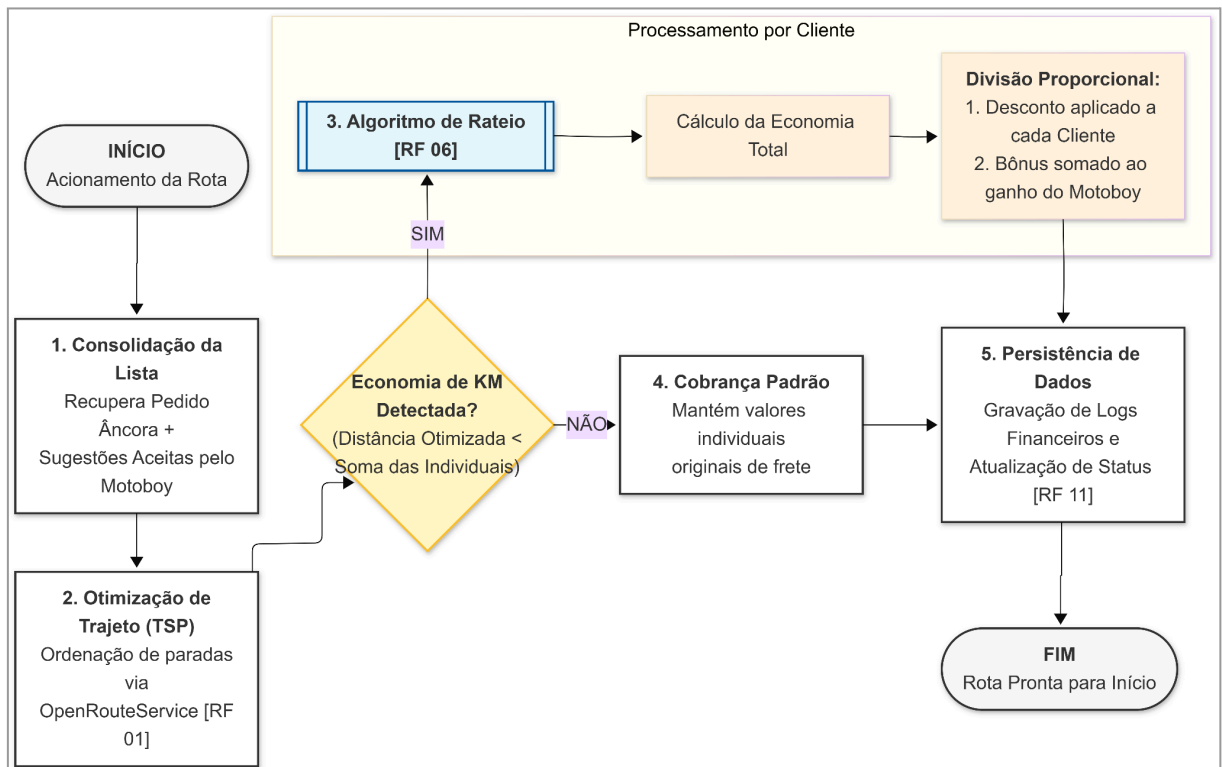 Processamento por Cliente
INÍCIO
Acionamento da Rota
1. Consolidação da
Lista
Recupera Pedido
Âncora +
Sugestões Aceitas pelo
Motoboy
2. Otimização de
Trajeto (TSP)
Ordenação de paradas
via
OpenRouteService [RF
01]
Economia de KM
Detectada?
(Distância Otimizada <
Soma das Individuais)
SIM
3. Algoritmo de Rateio
[RF 06]
Cálculo da Economia
Total
Divisão Proporcional:
1. Desconto aplicado a
cada Cliente
2. Bônus somado ao
ganho do Motoboy
NÃO
4. Cobrança Padrão
Mantém valores
individuais
originais de frete
5. Persistência de
Dados
Gravação de Logs
Financeiros e
Atualização de Status
[RF 11]
FIM
Rota Pronta para Início